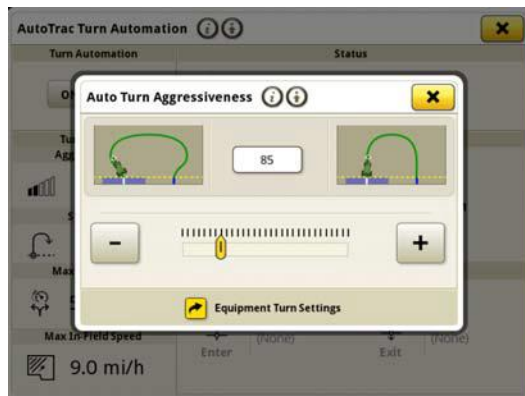 AutoTrac Turn Automation
Turn Automation
Status
Auto Turn Aggressiveness
85
Equipment Turn Settings
Max In-Field Speed
9.0 mi/h
Enter
(None)
Exit
(None)